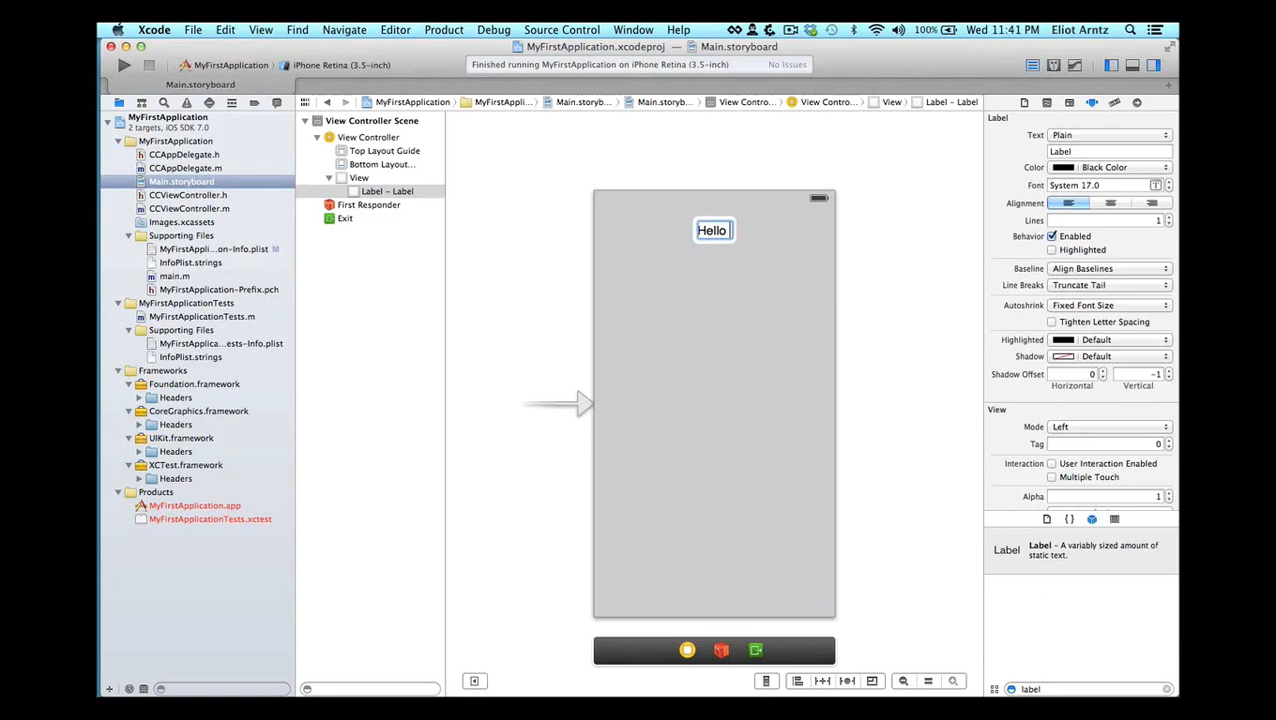 Xcode File Edit View Find Navigate Editor Product Debug Source Control Window Help 100% Wed 11:41 PM Eliot Arntz
MyFirstApplication.xcodeproj — Main.storyboard
MyFirstApplication iPhone Retina (3.5-inch) Finished running MyFirstApplication on iPhone Retina (3.5-inch) No Issues
Main.storyboard
MyFirstApplication MyFirstAppli... Main.storyb... Main.storyb... View Contro... View Contro... View Label – Label
MyFirstApplication
2 targets, iOS SDK 7.0
MyFirstApplication
CCAppDelegate.h
CCAppDelegate.m
Main.storyboard
CCViewController.h
CCViewController.m
Images.xcassets
Supporting Files
MyFirstAppli...on-Info.plist M
InfoPlist.strings
main.m
MyFirstApplication-Prefix.pch
MyFirstApplicationTests
MyFirstApplicationTests.m
Supporting Files
MyFirstApplica...ests-Info.plist
InfoPlist.strings
Frameworks
Foundation.framework
Headers
CoreGraphics.framework
Headers
UIKit.framework
Headers
XCTest.framework
Headers
Products
MyFirstApplication.app
MyFirstApplicationTests.xctest
View Controller Scene
View Controller
Top Layout Guide
Bottom Layout...
View
Label – Label
First Responder
Exit
Hello
Label
Text Plain
Label
Color Black Color
Font System 17.0
Alignment
Lines 1
Behavior Enabled
Highlighted
Baseline Align Baselines
Line Breaks Truncate Tail
Autoshrink Fixed Font Size
Tighten Letter Spacing
Highlighted Default
Shadow Default
Shadow Offset 0 -1
Horizontal Vertical
View
Mode Left
Tag 0
Interaction User Interaction Enabled
Multiple Touch
Alpha 1
Label Label – A variably sized amount of
static text.
label